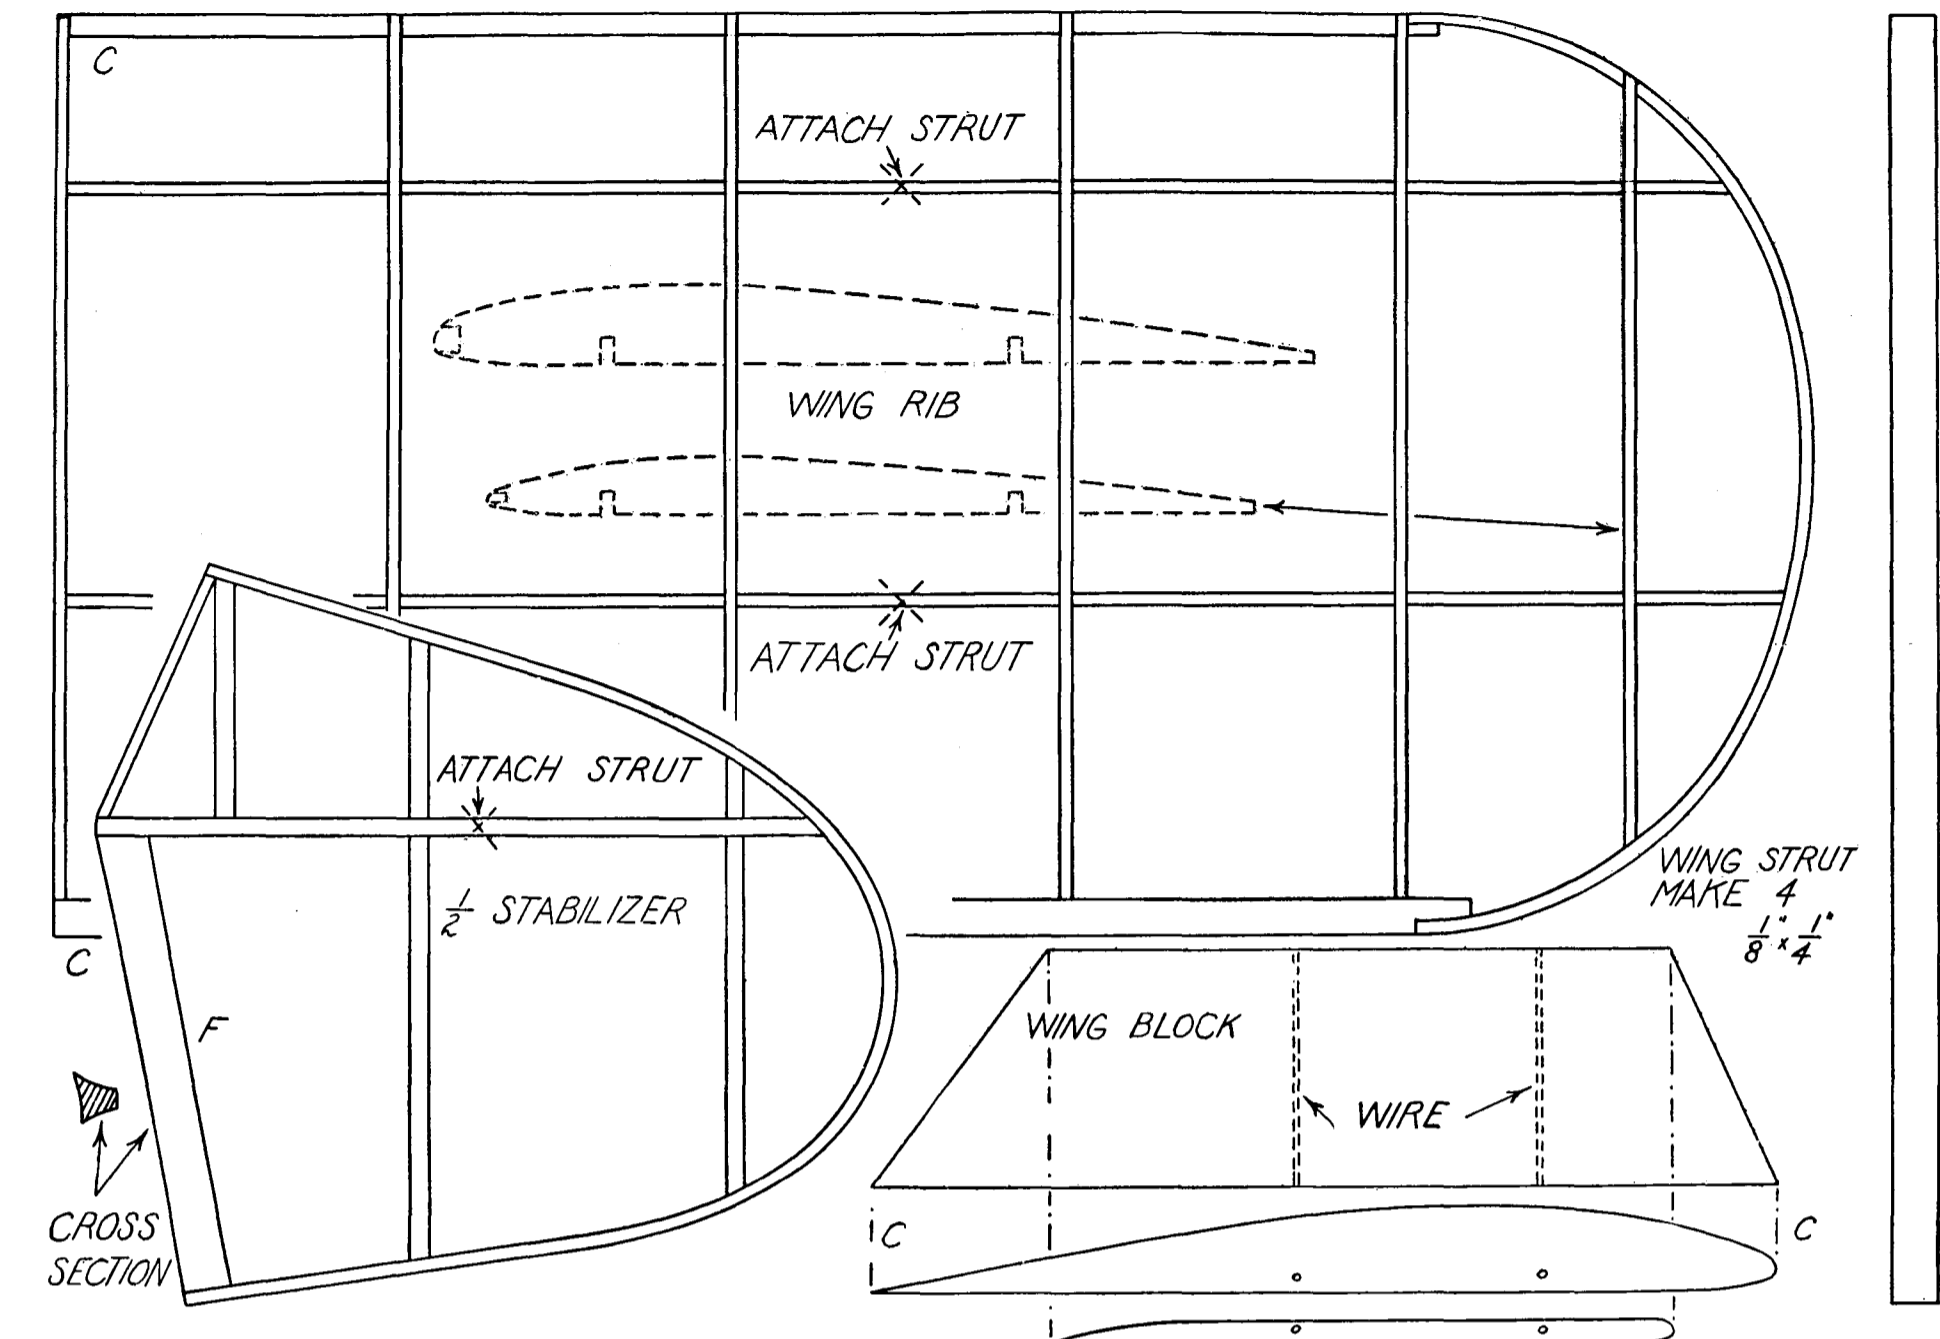 C
ATTACH STRUT
WING RIB
ATTACH STRUT
ATTACH STRUT
1/2 STABILIZER
WING STRUT
MAKE 4
1/8" x 1/4"
C
F
WING BLOCK
WIRE
CROSS
SECTION
C
C